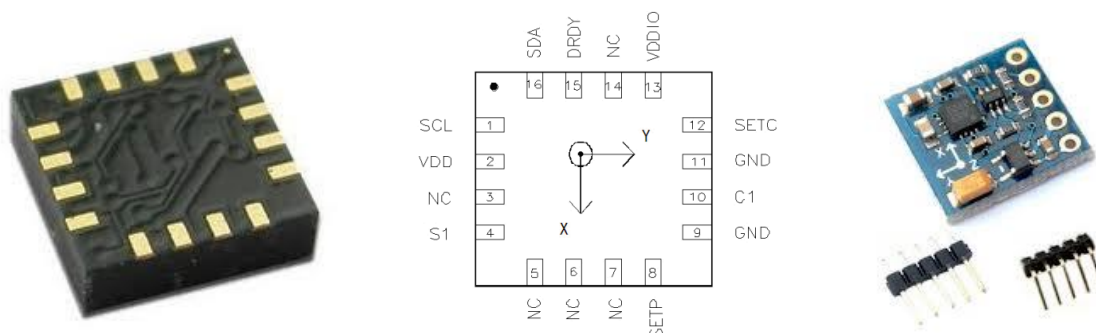 SDA DRDY NC VDDIO
16 15 14 13
SCL 1 12 SETC
VDD 2 11 GND
Y
NC 3 10 C1
X
S1 4 9 GND
5 6 7 8
NC NC NC SETP
X Z